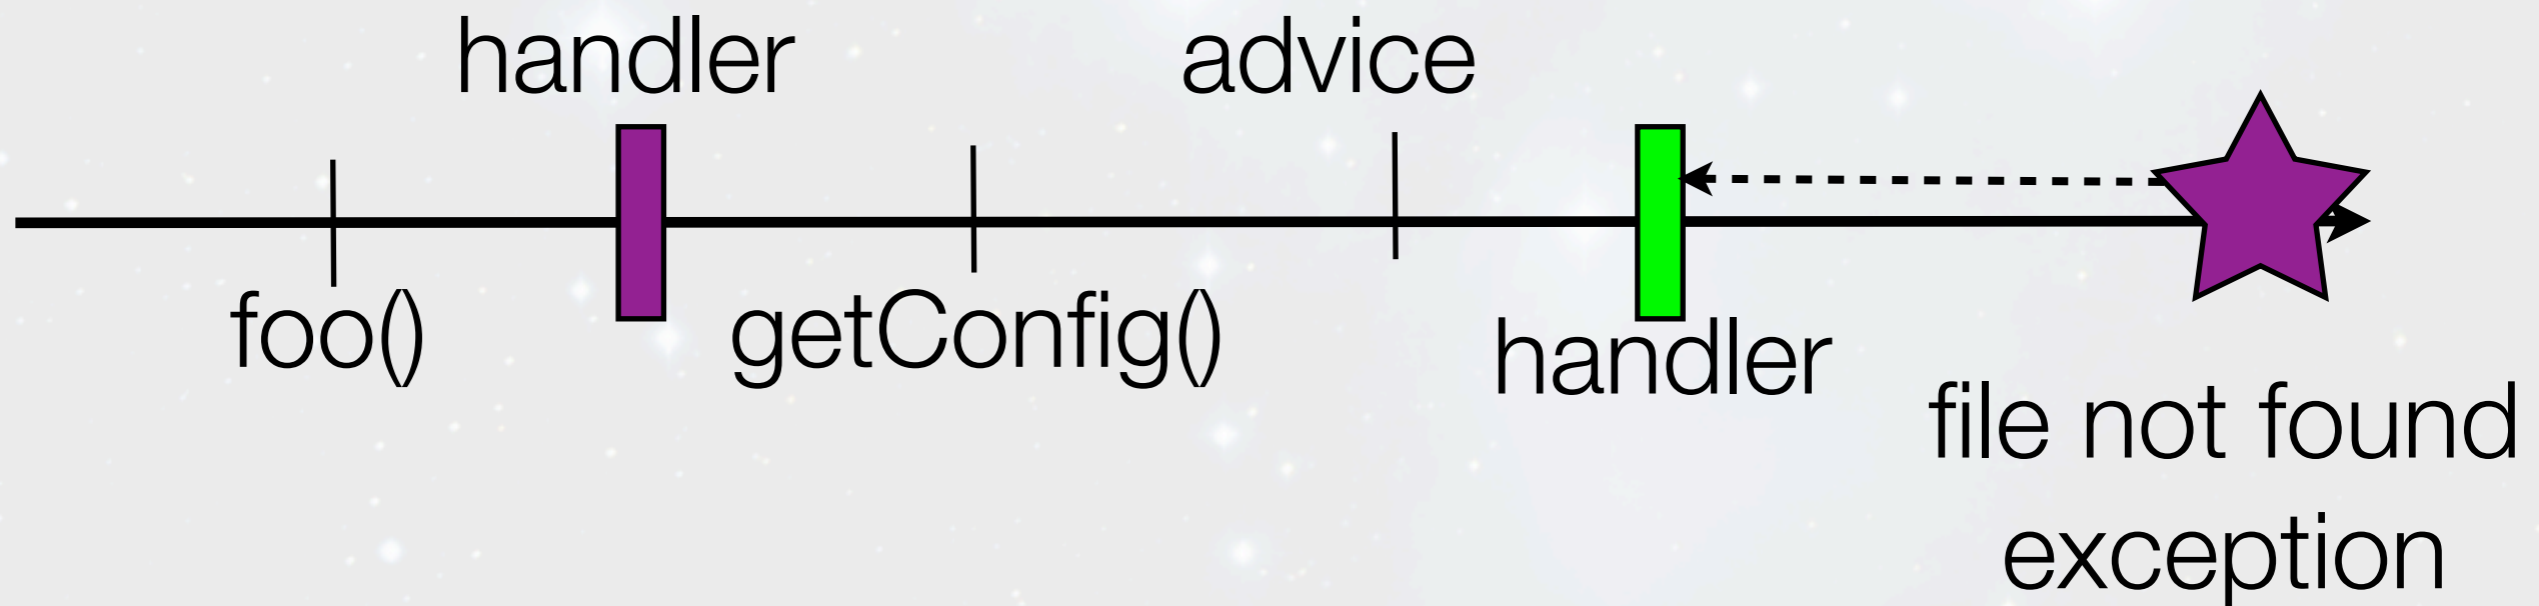 handler
advice
foo()
getConfig()
handler
file not found
exception